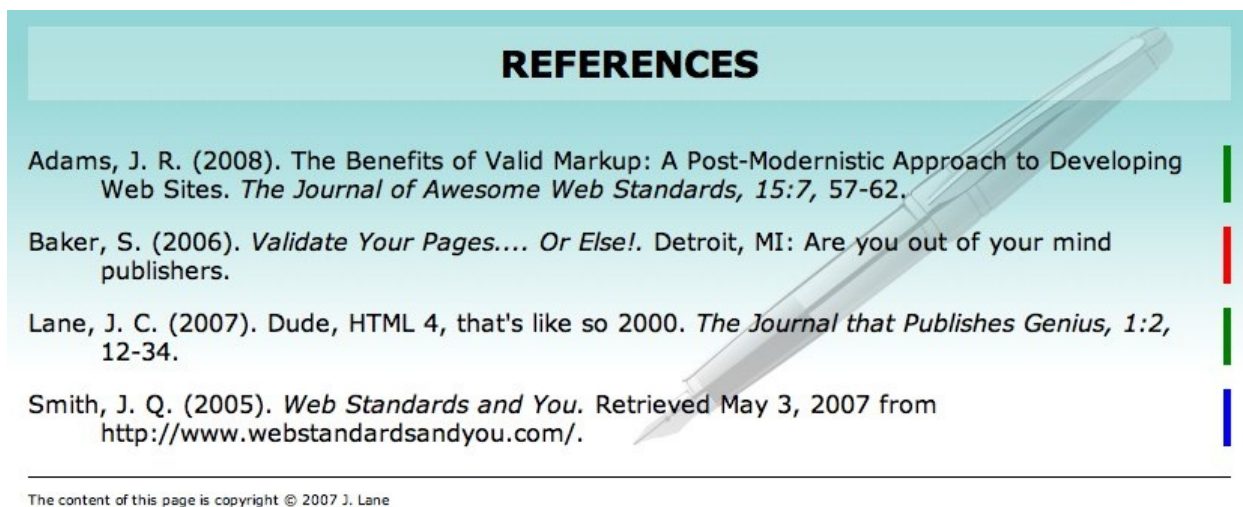 REFERENCES
Adams, J. R. (2008). The Benefits of Valid Markup: A Post-Modernistic Approach to Developing
Web Sites. The Journal of Awesome Web Standards, 15:7, 57-62.
Baker, S. (2006). Validate Your Pages.... Or Else!. Detroit, MI: Are you out of your mind
publishers.
Lane, J. C. (2007). Dude, HTML 4, that's like so 2000. The Journal that Publishes Genius, 1:2,
12-34.
Smith, J. Q. (2005). Web Standards and You. Retrieved May 3, 2007 from
http://www.webstandardsandyou.com/.
The content of this page is copyright © 2007 J. Lane